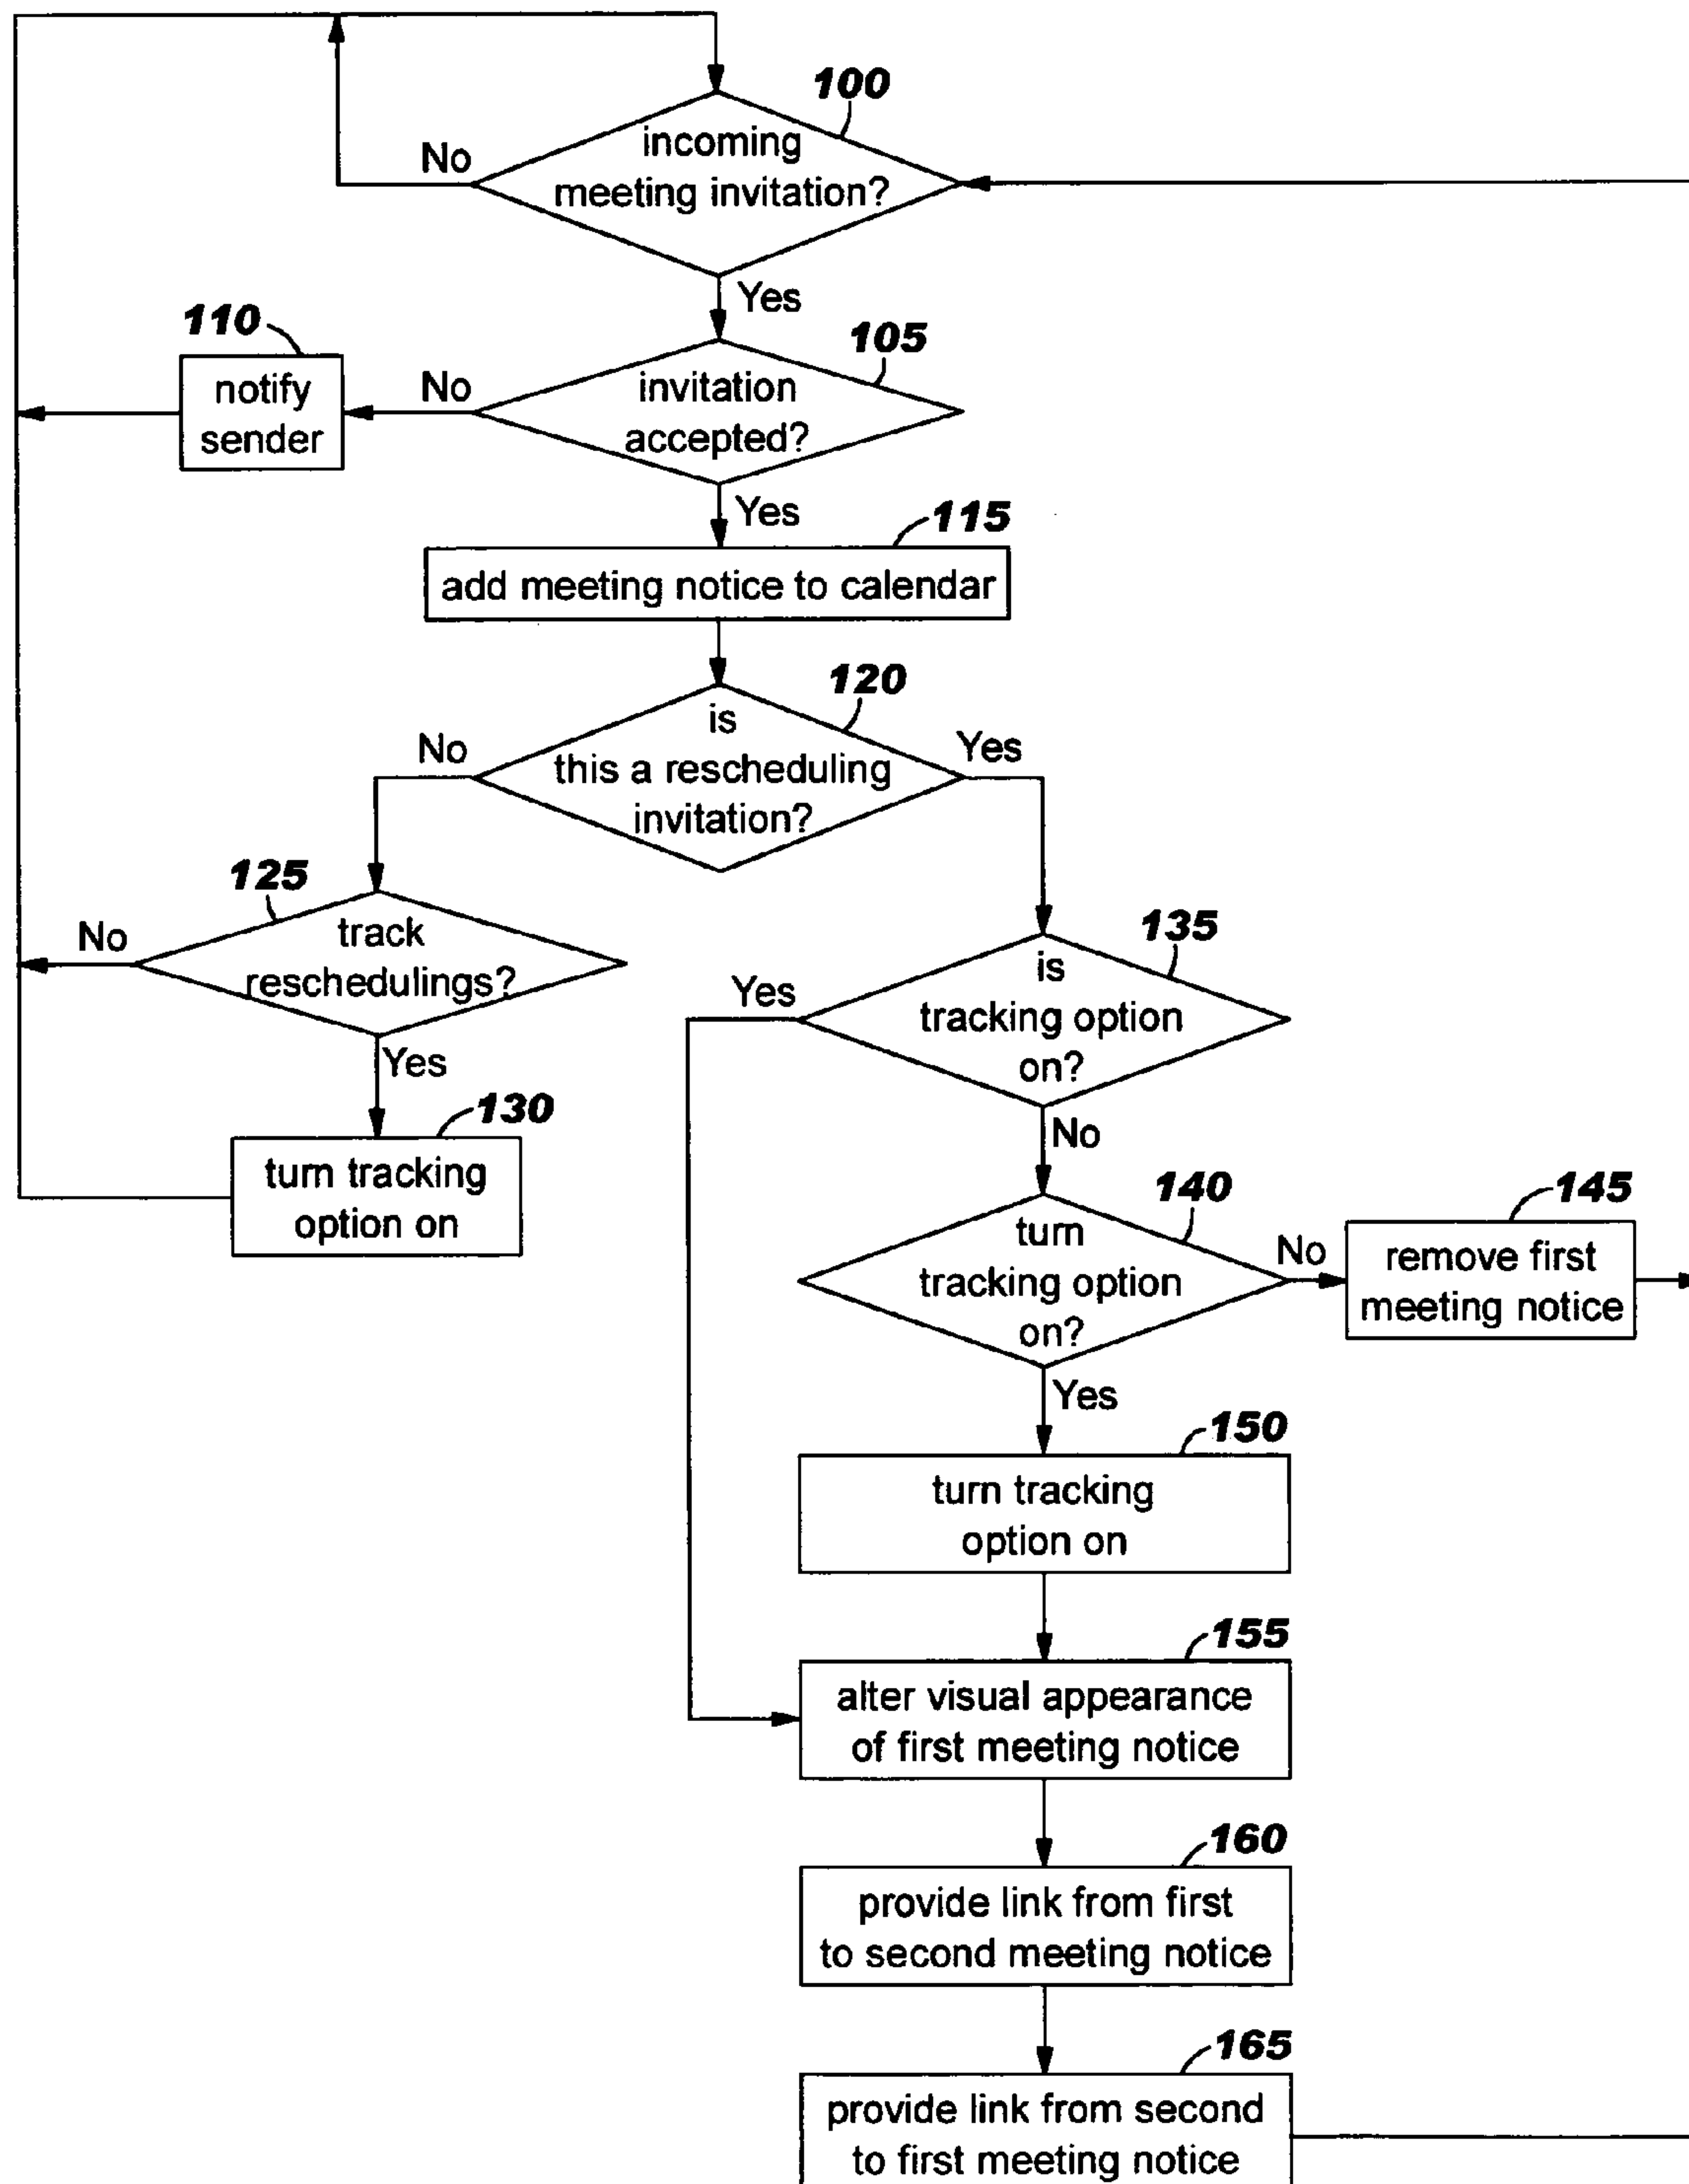 100
incoming
meeting invitation?
No
Yes
110
notify
sender
No
105
invitation
accepted?
Yes
115
add meeting notice to calendar
120
is
this a rescheduling
invitation?
No
Yes
125
track
reschedulings?
No
Yes
130
turn tracking
option on
135
is
tracking option
on?
Yes
No
140
turn
tracking option
on?
No
145
remove first
meeting notice
Yes
150
turn tracking
option on
155
alter visual appearance
of first meeting notice
160
provide link from first
to second meeting notice
165
provide link from second
to first meeting notice